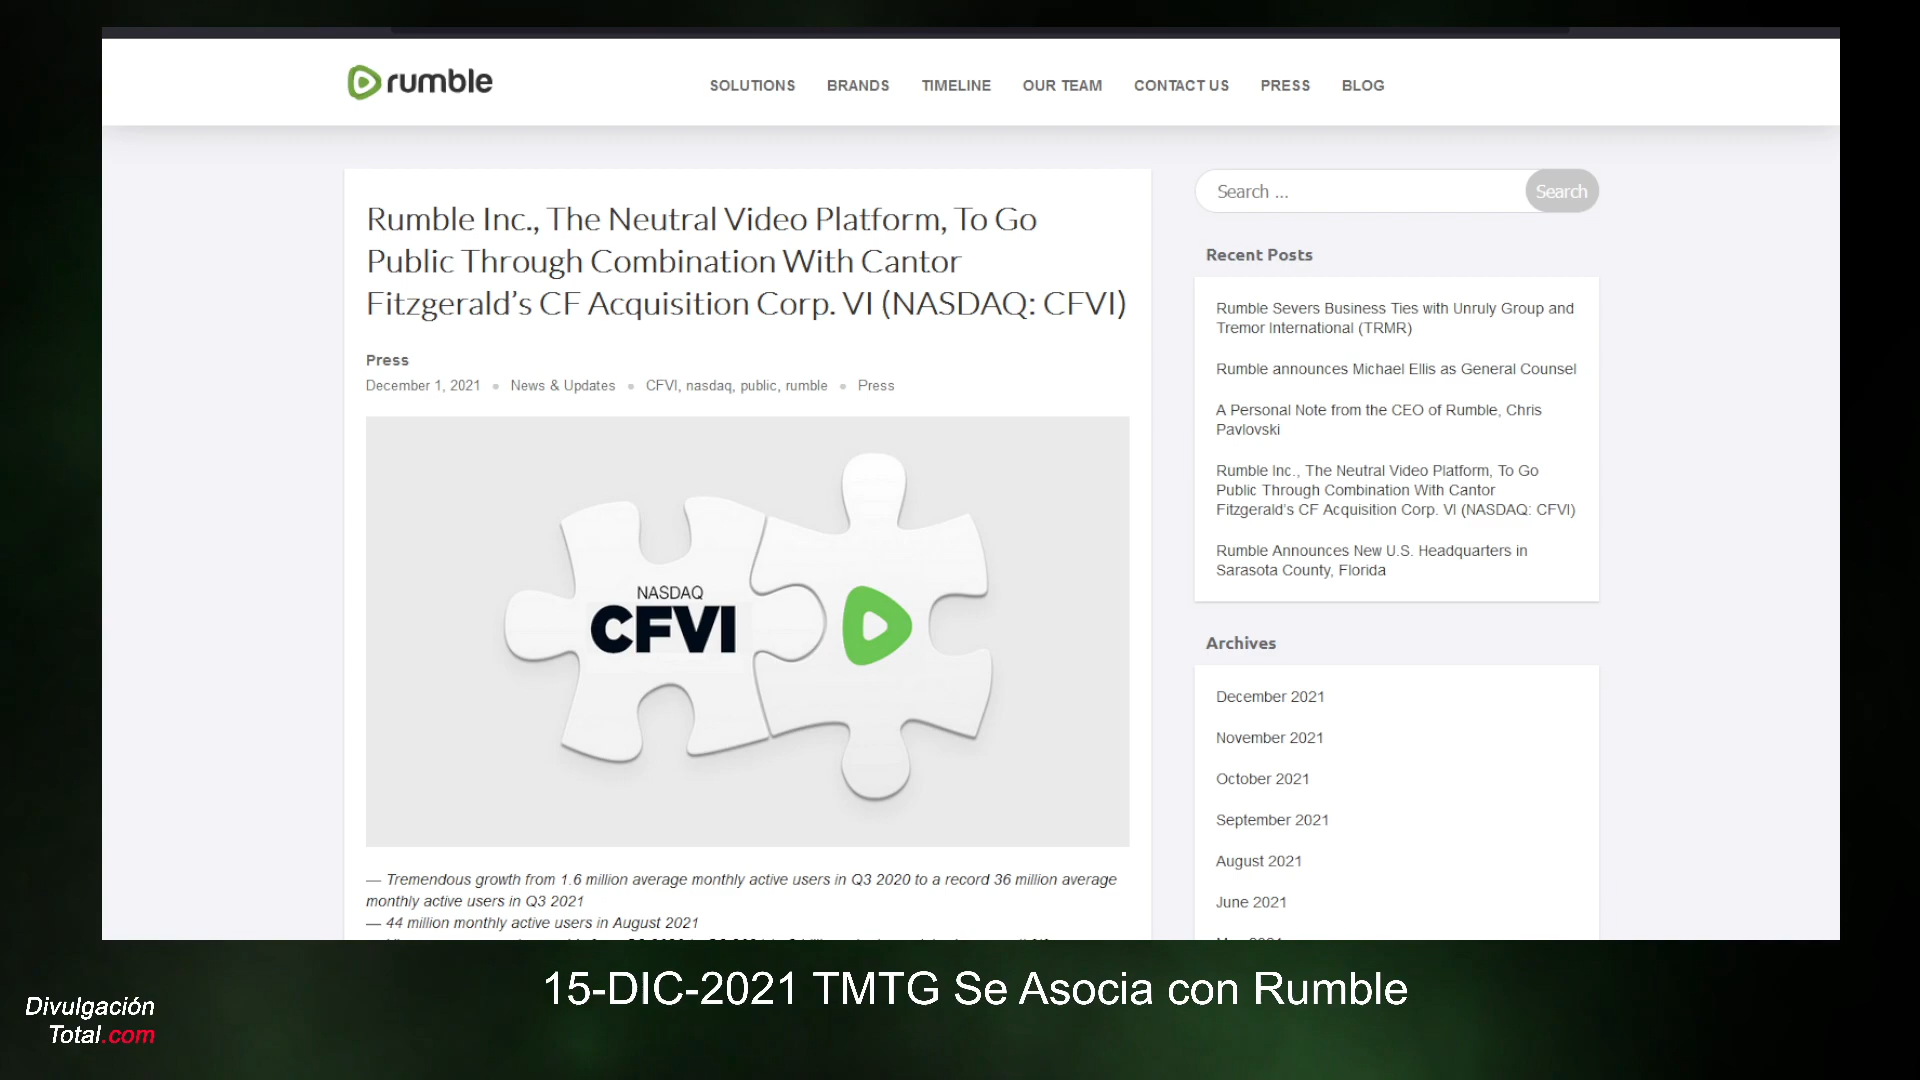 rumble
SOLUTIONS BRANDS TIMELINE OUR TEAM CONTACT US PRESS BLOG
Rumble Inc., The Neutral Video Platform, To Go
Public Through Combination With Cantor
Fitzgerald’s CF Acquisition Corp. VI (NASDAQ: CFVI)
Press
December 1, 2021 • News & Updates • CFVI, nasdaq, public, rumble • Press
NASDAQ
CFVI
— Tremendous growth from 1.6 million average monthly active users in Q3 2020 to a record 36 million average
monthly active users in Q3 2021
— 44 million monthly active users in August 2021
Search ...
Search
Recent Posts
Rumble Severs Business Ties with Unruly Group and
Tremor International (TRMR)
Rumble announces Michael Ellis as General Counsel
A Personal Note from the CEO of Rumble, Chris
Pavlovski
Rumble Inc., The Neutral Video Platform, To Go
Public Through Combination With Cantor
Fitzgerald’s CF Acquisition Corp. VI (NASDAQ: CFVI)
Rumble Announces New U.S. Headquarters in
Sarasota County, Florida
Archives
December 2021
November 2021
October 2021
September 2021
August 2021
June 2021
15-DIC-2021 TMTG Se Asocia con Rumble
Divulgación
Total.com